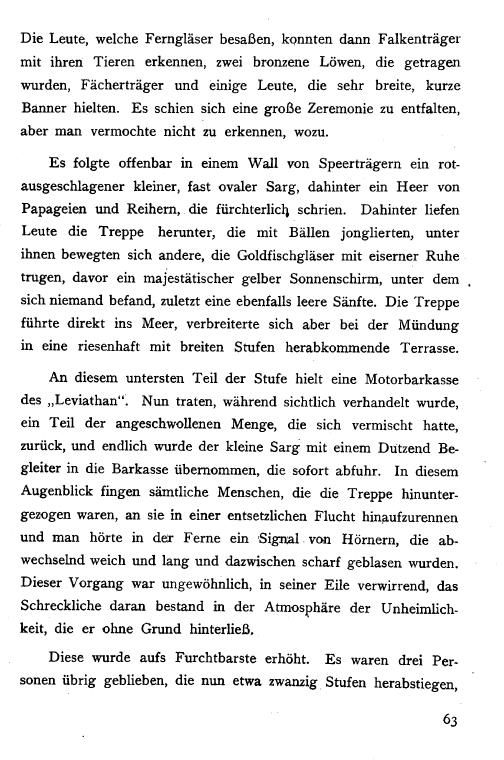 Die Leute, welche Ferngläser besaßen, konnten dann Falkenträger
mit ihren Tieren erkennen, zwei bronzene Löwen, die getragen
wurden, Fächerträger und einige Leute, die sehr breite, kurze
Banner hielten. Es schien sich eine große Zeremonie zu entfalten,
aber man vermochte nicht zu erkennen, wozu.
Es folgte offenbar in einem Wall von Speerträgern ein rot-
ausgeschlagener kleiner, fast ovaler Sarg, dahinter ein Heer von
Papageien und Reihern, die fürchterlich schrien. Dahinter liefen
Leute die Treppe herunter, die mit Bällen jonglierten, unter
ihnen bewegten sich andere, die Goldfischgläser mit eiserner Ruhe
trugen, davor ein majestätischer gelber Sonnenschirm, unter dem
sich niemand befand, zuletzt eine ebenfalls leere Sänfte. Die Treppe
führte direkt ins Meer, verbreiterte sich aber bei der Mündung
in eine riesenhaft mit breiten Stufen herabkommende Terrasse.
An diesem untersten Teil der Stufe hielt eine Motorbarkasse
des „Leviathan“. Nun traten, während sichtlich verhandelt wurde,
ein Teil der angeschwollenen Menge, die sich vermischt hatte,
zurück, und endlich wurde der kleine Sarg mit einem Dutzend Be-
gleiter in die Barkasse übernommen, die sofort abfuhr. In diesem
Augenblick fingen sämtliche Menschen, die die Treppe hinunter-
gezogen waren, an sie in einer entsetzlichen Flucht hinaufzurennen
und man hörte in der Ferne ein Signal von Hörnern, die ab-
wechselnd weich und lang und dazwischen scharf geblasen wurden.
Dieser Vorgang war ungewöhnlich, in seiner Eile verwirrend, das
Schreckliche daran bestand in der Atmosphäre der Unheimlich-
keit, die er ohne Grund hinterließ.
Diese wurde aufs Furchtbarste erhöht. Es waren drei Per-
sonen übrig geblieben, die nun etwa zwanzig Stufen herabstiegen,
63